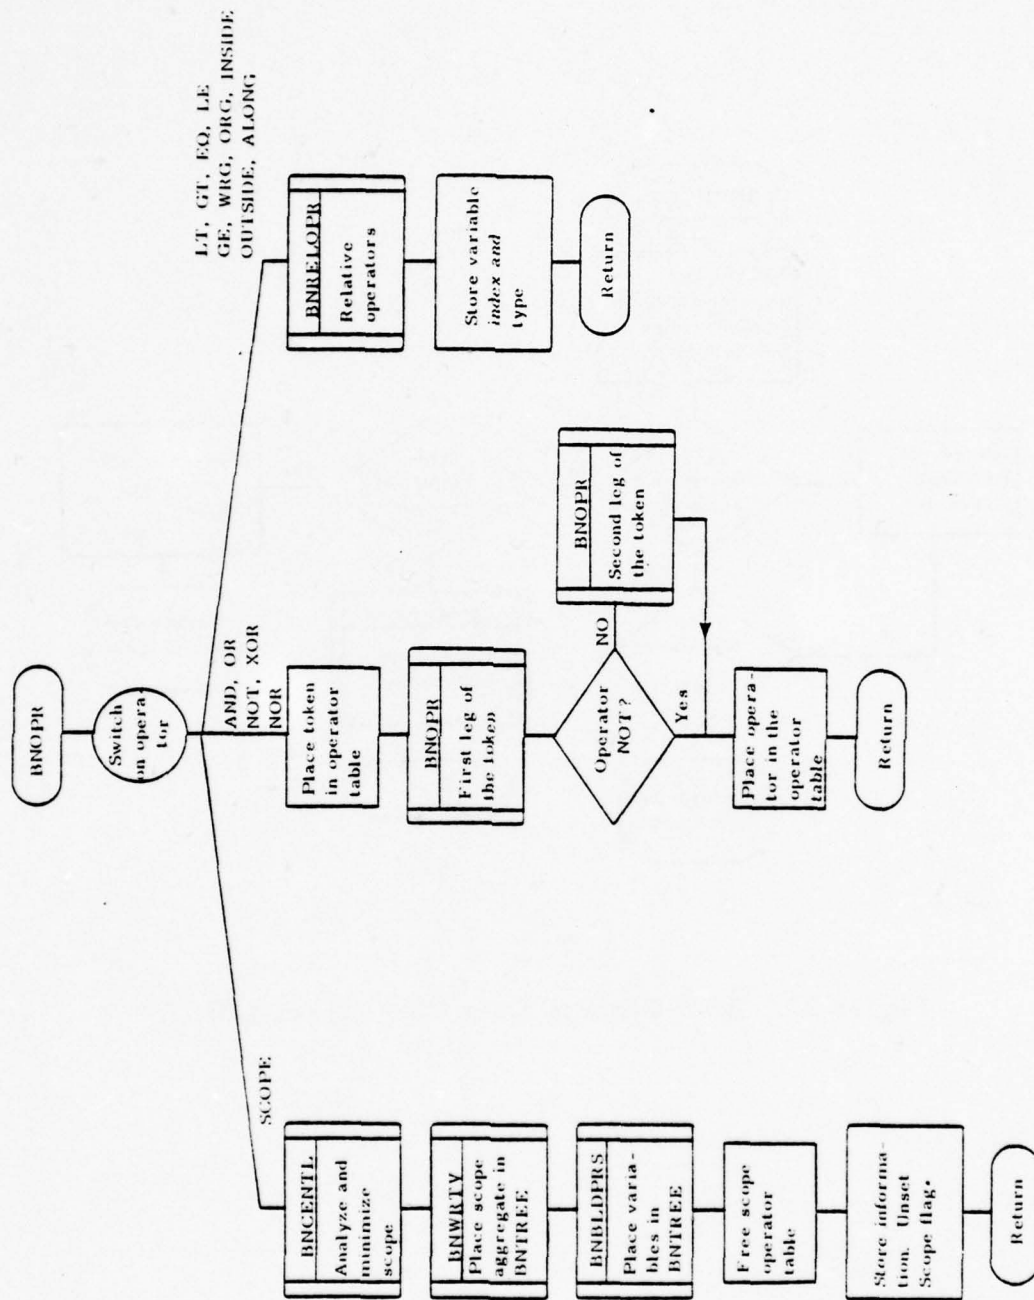 BNOPR
Switch
on opera-
tor
SCOPE
BNCENTL
Analyze and
minimize
scope
BNWRTY
Place scope
aggregate in
BNTREE
BNBLDPRS
Place varia-
bles in
BNTREE
Free scope
operator
table
Store informa-
tion. Unset
Scope flag.
Return
AND, OR
NOT, XOR
NOR
Place token
in operator
table
BNOPR
First leg of
the token
Operator
NOT?
NO
BNOPR
Second leg of
the token
Yes
Place opera-
tor in the
operator
table
Return
LT, GT, EQ, LE
GE, WRG, ORG, INSIDE
OUTSIDE, ALONG
BNRELOPR
Relative
operators
Store variable
index and
type
Return